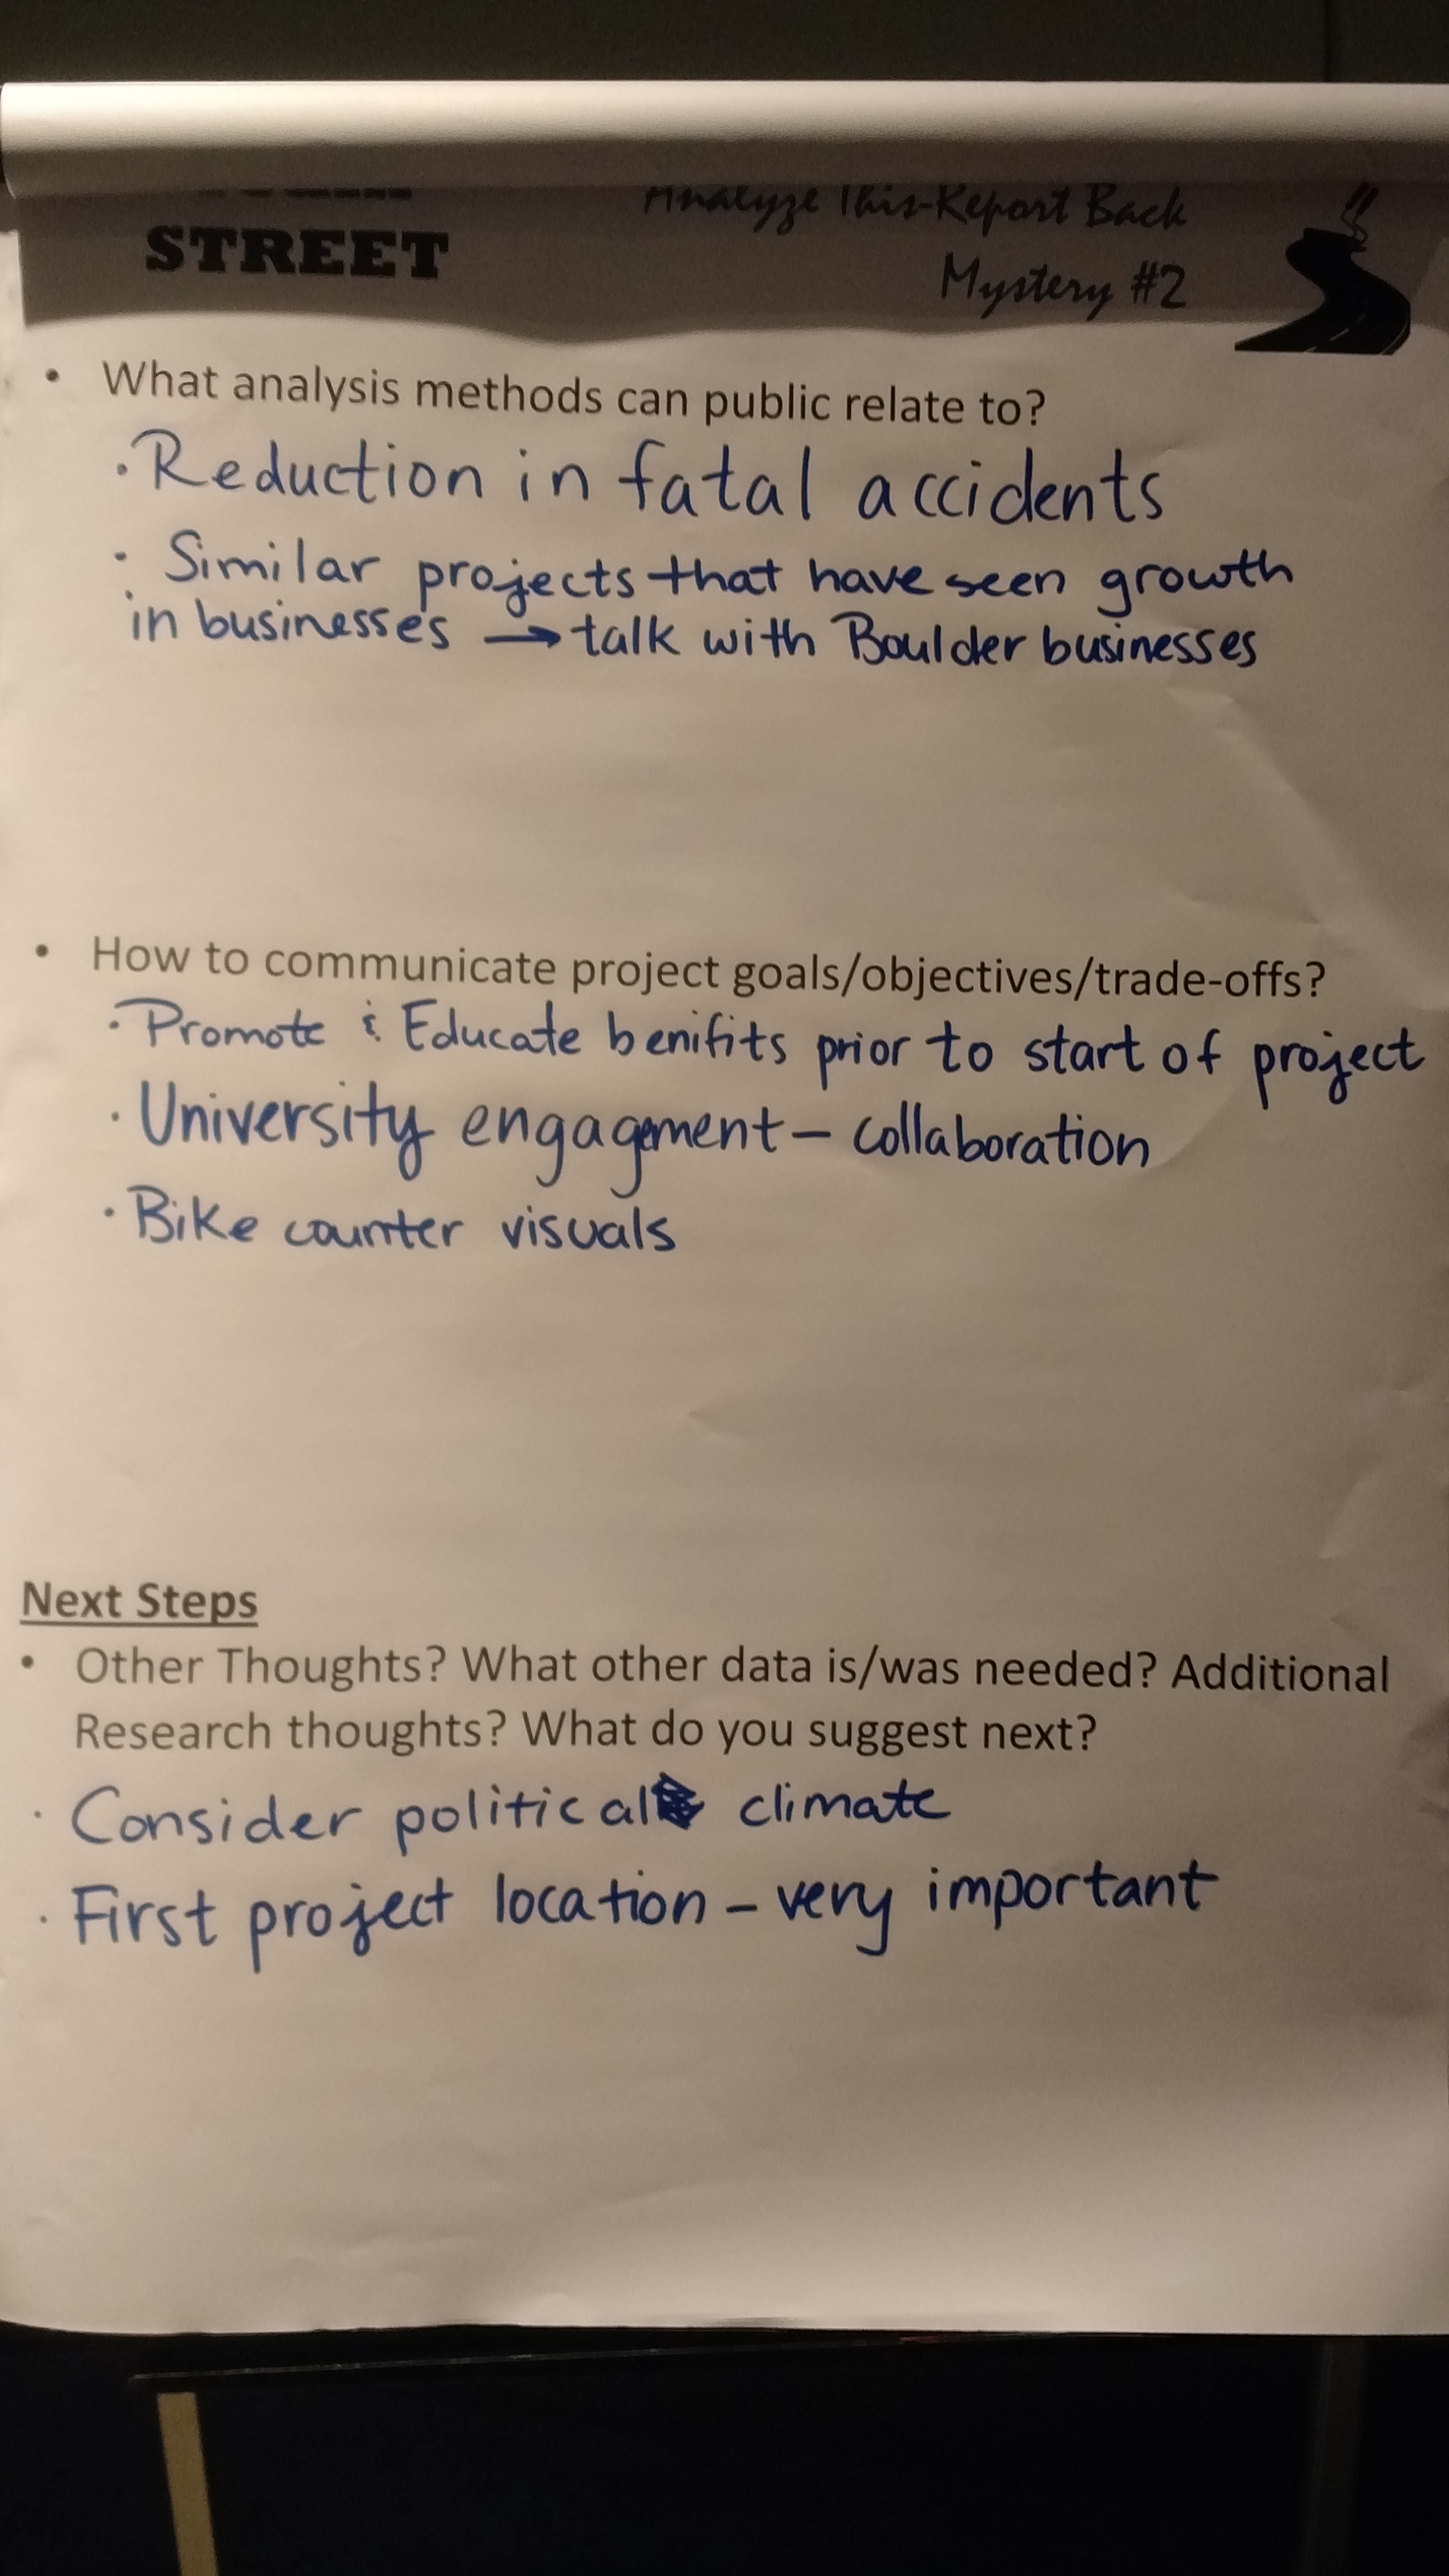 Analyze This-Report Back
STREET
Mystery #2
• What analysis methods can public relate to?
· Reduction in fatal accidents
· Similar projects that have seen growth
in businesses → talk with Boulder businesses
• How to communicate project goals/objectives/trade-offs?
· Promote & Educate benifits prior to start of project
· University engagement – collaboration
· Bike counter visuals
Next Steps
• Other Thoughts? What other data is/was needed? Additional
Research thoughts? What do you suggest next?
· Consider political climate
· First project location – very important